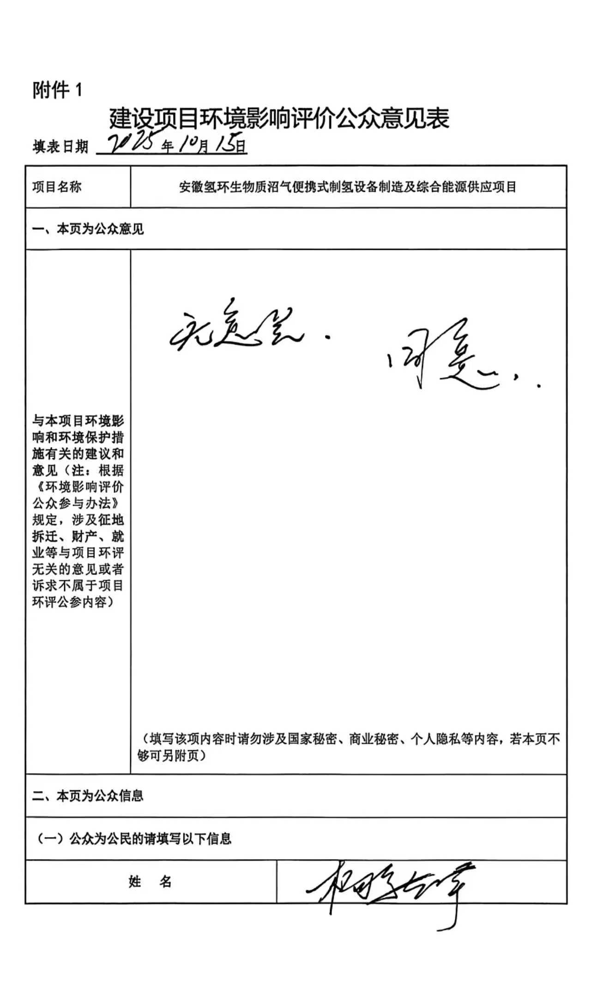 附件1
建设项目环境影响评价公众意见表
填表日期 2025年10月15日
项目名称
安徽氢环生物质沼气便携式制氢设备制造及综合能源供应项目
一、本页为公众意见
与本项目环境影
响和环境保护措
施有关的建议和
意见（注：根据
《环境影响评价
公众参与办法》
规定，涉及征地
拆迁、财产、就
业等与项目环评
无关的意见或者
诉求不属于项目
环评公参内容）
无意见.
同意..
（填写该项内容时请勿涉及国家秘密、商业秘密、个人隐私等内容，若本页不
够可另附页）
二、本页为公众信息
（一）公众为公民的请填写以下信息
姓 名